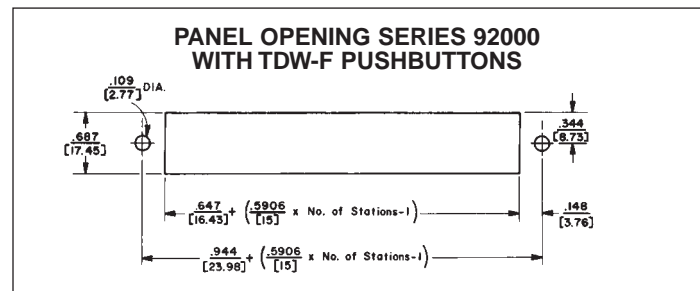 PANEL OPENING SERIES 92000
WITH TDW-F PUSHBUTTONS
.109
[2.77] DIA.
.687
[17.45]
.344
[8.73]
.647
[16.43] + (.5906
[15] x No. of Stations-1)
.148
[3.76]
.944
[23.98] + (.5906
[15] x No. of Stations-1)